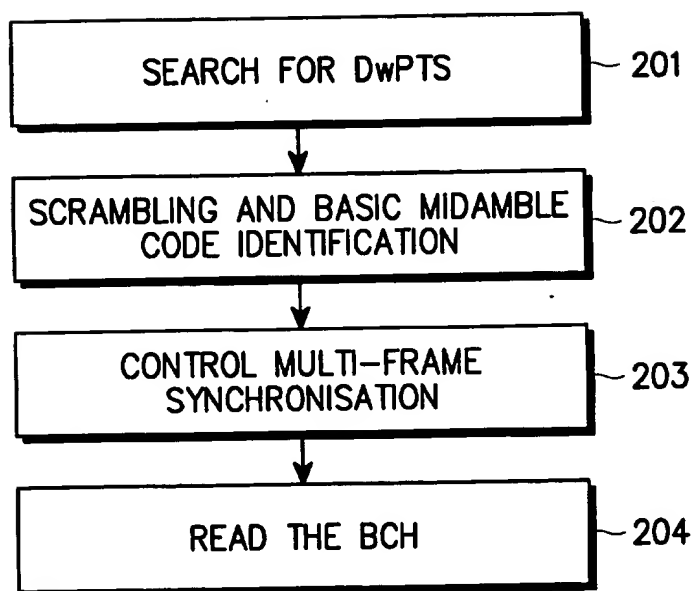 SEARCH FOR DwPTS
201
SCRAMBLING AND BASIC MIDAMBLE
CODE IDENTIFICATION
202
CONTROL MULTI-FRAME
SYNCHRONISATION
203
READ THE BCH
204